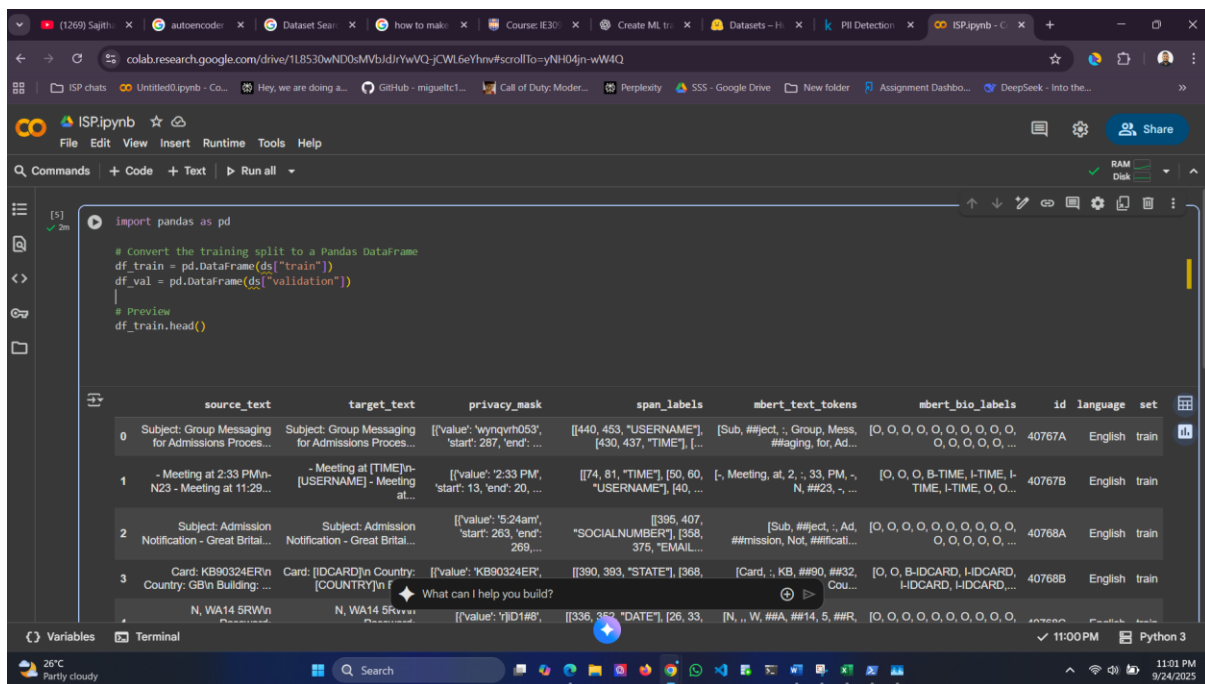 (1269) Sajitha
autoencoder
Dataset Sear
how to make
Course: IE309
Create ML tra
Datasets – H
PII Detection
ISP.ipynb - C
colab.research.google.com/drive/1L8530wND0sMVbJdJrYwVQ-jCWL6eYhnv#scrollTo=yNH04jn-wW4Q
ISP chats
Untitled0.ipynb - Co...
Hey, we are doing a...
GitHub - migueltc1...
Call of Duty: Moder...
Perplexity
SSS - Google Drive
New folder
Assignment Dashbo...
DeepSeek - Into the...
ISP.ipynb
Share
File Edit View Insert Runtime Tools Help
Commands + Code + Text Run all
RAM
Disk
[5]
2m
import pandas as pd
# Convert the training split to a Pandas DataFrame
df_train = pd.DataFrame(ds["train"])
df_val = pd.DataFrame(ds["validation"])
# Preview
df_train.head()
source_text target_text privacy_mask span_labels mbert_text_tokens mbert_bio_labels id language set
0
Subject: Group Messaging
for Admissions Proces...
Subject: Group Messaging
for Admissions Proces...
[{'value': 'wynqvrh053',
'start': 287, 'end': ...
[[440, 453, "USERNAME"],
[430, 437, "TIME"], [...
[Sub, ##ject, :, Group, Mess,
##aging, for, Ad...
[O, O, O, O, O, O, O, O, O, O,
O, O, O, O, O, ...
40767A
English
train
1
- Meeting at 2:33 PM\n-
N23 - Meeting at 11:29...
- Meeting at [TIME]\n-
[USERNAME] - Meeting
at...
[{'value': '2:33 PM',
'start': 13, 'end': 20, ...
[[74, 81, "TIME"], [50, 60,
"USERNAME"], [40, ...
[-, Meeting, at, 2, :, 33, PM, -,
N, ##23, -, ...
[O, O, O, B-TIME, I-TIME, I-
TIME, I-TIME, O, O...
40767B
English
train
2
Subject: Admission
Notification - Great Britai...
Subject: Admission
Notification - Great Britai...
[{'value': '5:24am',
'start': 263, 'end':
269,...
[[395, 407,
"SOCIALNUMBER"], [358,
375, "EMAIL...
[Sub, ##ject, :, Ad,
##mission, Not, ##ificati...
[O, O, O, O, O, O, O, O, O, O,
O, O, O, O, O, ...
40768A
English
train
3
Card: KB90324ER\n
Country: GB\n Building: ...
Card: [IDCARD]\n Country:
[COUNTRY]\n
[{'value': 'KB90324ER',
[[390, 393, "STATE"], [368,
[Card, :, KB, ##90, ##32,
Cou...
[O, O, B-IDCARD, I-IDCARD,
I-IDCARD, I-IDCARD,...
40768B
English
train
What can I help you build?
N, WA14 5RW\n
N, WA14 5RW\n
[{'value': 'r]iD1#8',
[[336, 352, "DATE"], [26, 33,
[N, ,, W, ##A, ##14, 5, ##R,
[O, O, O, O, O, O, O, O, O, O,
Variables
Terminal
11:00 PM
Python 3
26°C
Partly cloudy
Search
11:01 PM
9/24/2025